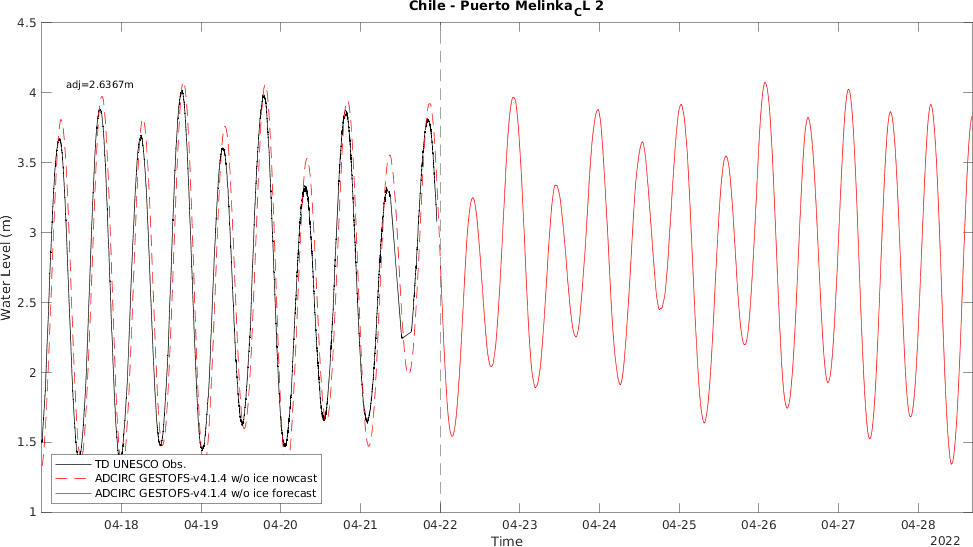 Chile - Puerto MelinkaCL 2
4.5
4
3.5
3
2.5
2
1.5
1
Water Level (m)
adj=2.6367m
TD UNESCO Obs.
ADCIRC GESTOFS-v4.1.4 w/o ice nowcast
ADCIRC GESTOFS-v4.1.4 w/o ice forecast
04-18 04-19 04-20 04-21 04-22 04-23 04-24 04-25 04-26 04-27 04-28
Time
2022